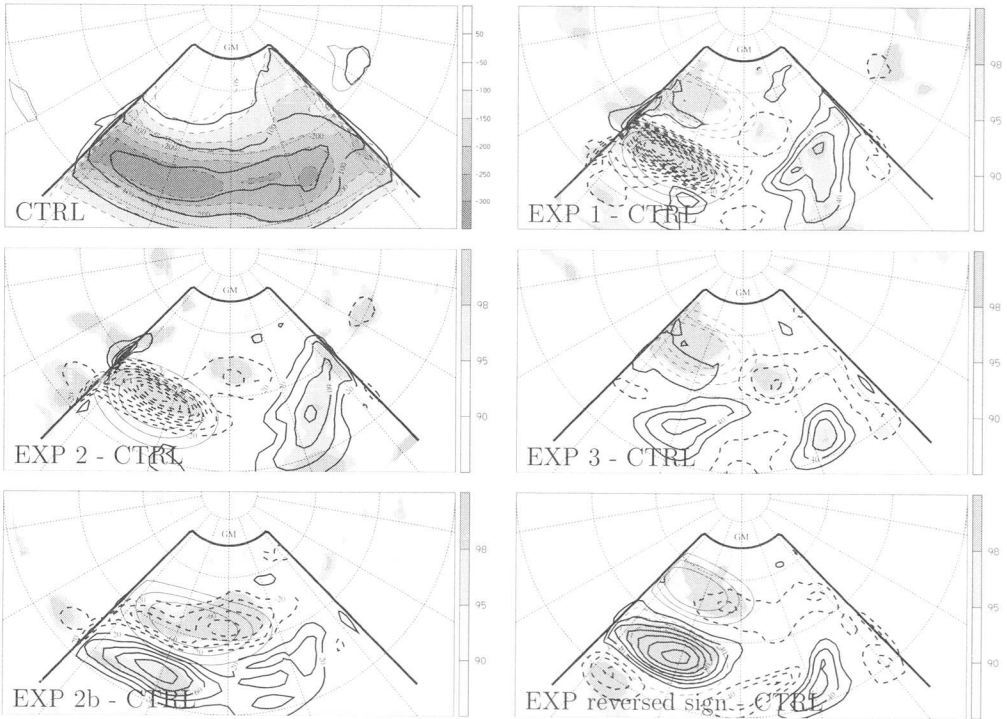 GM
50
-50
-100
-150
-200
-250
-300
CTRL
GM
98
95
90
EXP 1 - CTRL
GM
98
95
90
EXP 2 - CTRL
GM
98
95
90
EXP 3 - CTRL
GM
98
95
90
EXP 2b - CTRL
GM
98
95
90
EXP reversed sign - CTRL